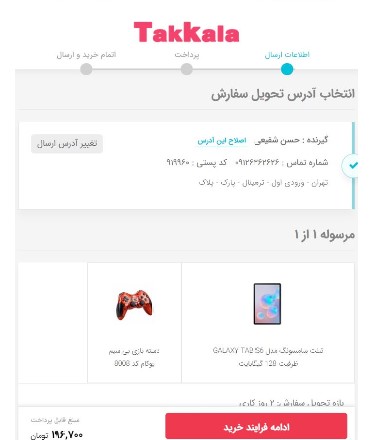 TakKala
اطلاعات ارسال
پرداخت
اتمام خرید و ارسال
انتخاب آدرس تحویل سفارش
گیرنده : حسن شفیعی
اصلاح این آدرس
تغییر آدرس ارسال
شماره تماس : ۰۹۱۲۶۳۶۲۶۲۶
کد پستی : ۹۱۹۹۶۰
تهران - ورودی اول - ترمینال - پارک - پلاک
مرسوله ۱ از ۱
تبلت سامسونگ مدل GALAXY TAB S6
ظرفیت 128 گیگابایت
دسته بازی بی سیم
یوکام کد 8008
بازه تحویل سفارش: ۲ روز کاری
ادامه فرایند خرید
مبلغ قابل پرداخت
۱۹۶,۷۰۰ تومان